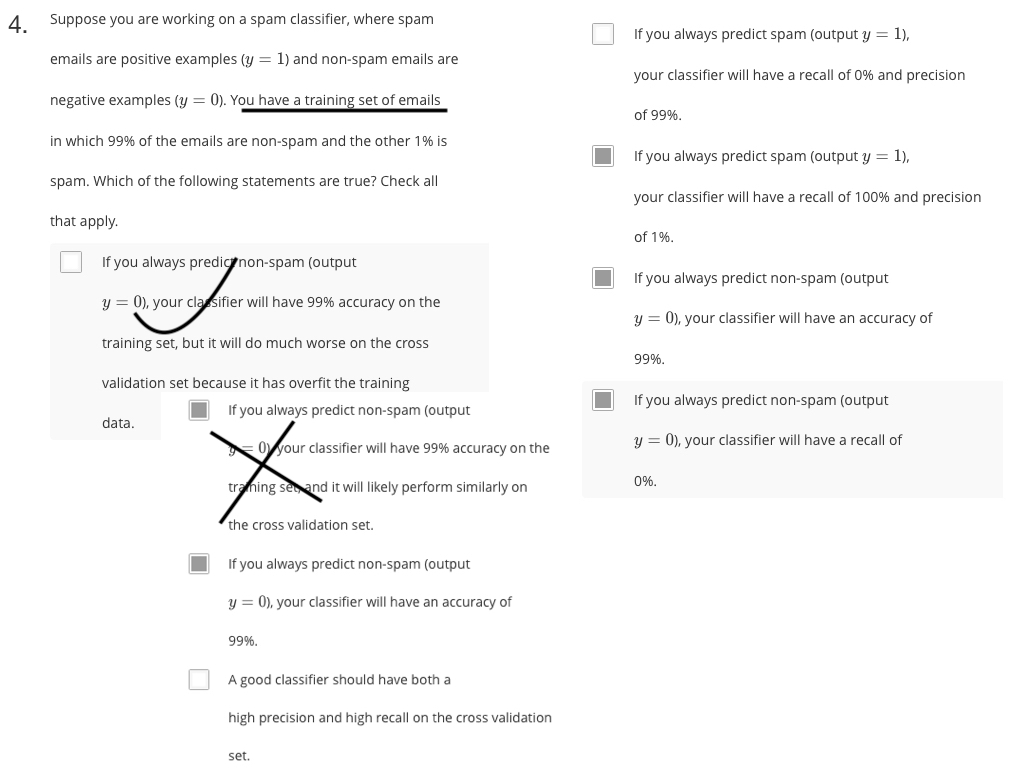 4.
Suppose you are working on a spam classifier, where spam
emails are positive examples (y = 1) and non-spam emails are
negative examples (y = 0). You have a training set of emails
in which 99% of the emails are non-spam and the other 1% is
spam. Which of the following statements are true? Check all
that apply.
If you always predict non-spam (output
y = 0), your classifier will have 99% accuracy on the
training set, but it will do much worse on the cross
validation set because it has overfit the training
data.
If you always predict non-spam (output
y = 0), your classifier will have 99% accuracy on the
training set, and it will likely perform similarly on
the cross validation set.
If you always predict non-spam (output
y = 0), your classifier will have an accuracy of
99%.
A good classifier should have both a
high precision and high recall on the cross validation
set.
If you always predict spam (output y = 1),
your classifier will have a recall of 0% and precision
of 99%.
If you always predict spam (output y = 1),
your classifier will have a recall of 100% and precision
of 1%.
If you always predict non-spam (output
y = 0), your classifier will have an accuracy of
99%.
If you always predict non-spam (output
y = 0), your classifier will have a recall of
0%.